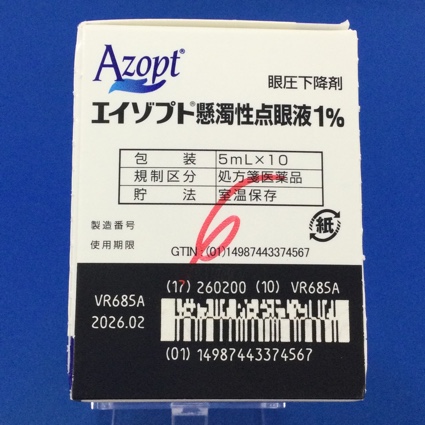 Azopt®
眼圧下降剤
エイゾプト®懸濁性点眼液1%
包装 5mL×10
規制区分 処方箋医薬品
貯法 室温保存
6
紙
製造番号
使用期限
GTIN : (01)14987443374567
(17) 260200 (10) VR685A
VR685A
2026.02
(01) 14987443374567